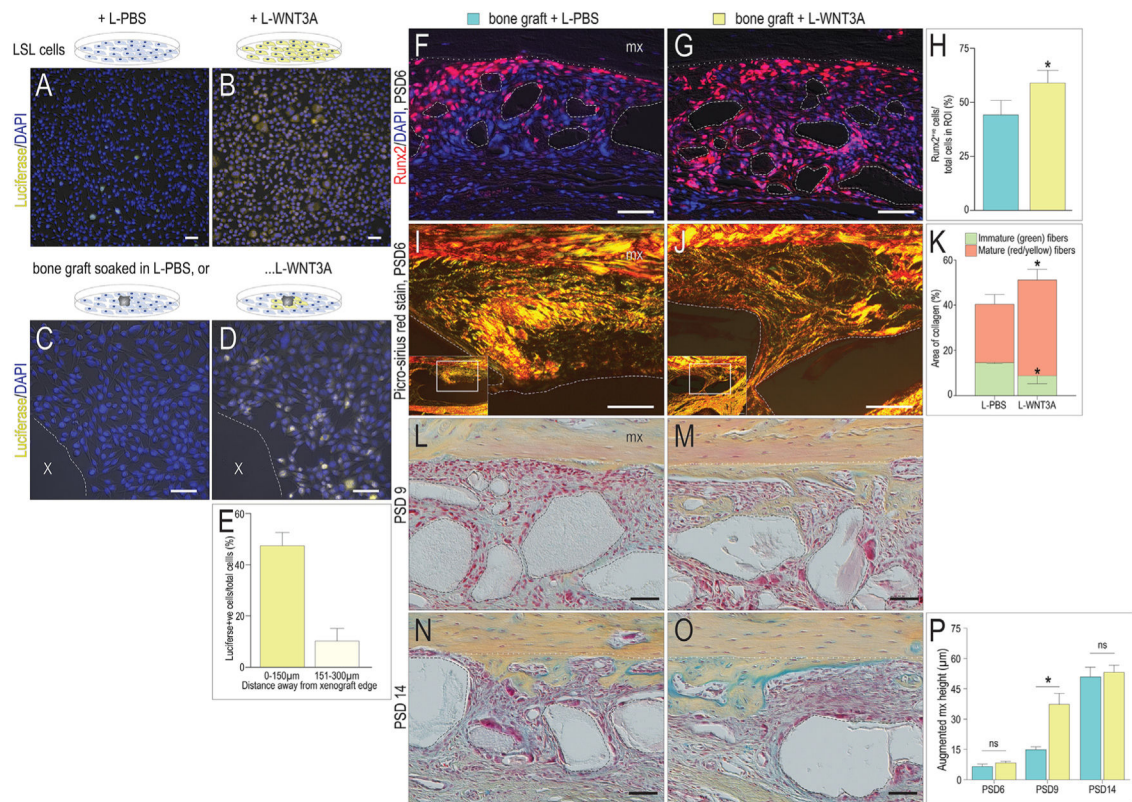 + L-PBS
+ L-WNT3A
LSL cells
A
B
Luciferase/DAPI
bone graft soaked in L-PBS, or
...L-WNT3A
C
D
Luciferase/DAPI
X
X
E
Luciferse+ve cells/total cellls (%)
60
40
20
0
0-150µm
151-300µm
Distance away from xenograft edge
bone graft + L-PBS
bone graft + L-WNT3A
Runx2/DAPI, PSD6
F
mx
G
H
Runx2+ve cells/
total cells in ROI (%)
75
50
25
0
*
Picro-sirius red stain, PSD6
I
mx
J
K
Immature (green) fibers
Mature (red/yellow) fibers
Area of collagen (%)
60
40
20
0
*
*
L-PBS
L-WNT3A
PSD 9
L
mx
M
PSD 14
N
O
P
Augmented mx height (µm)
75
60
45
30
15
0
ns
*
ns
PSD6
PSD9
PSD14